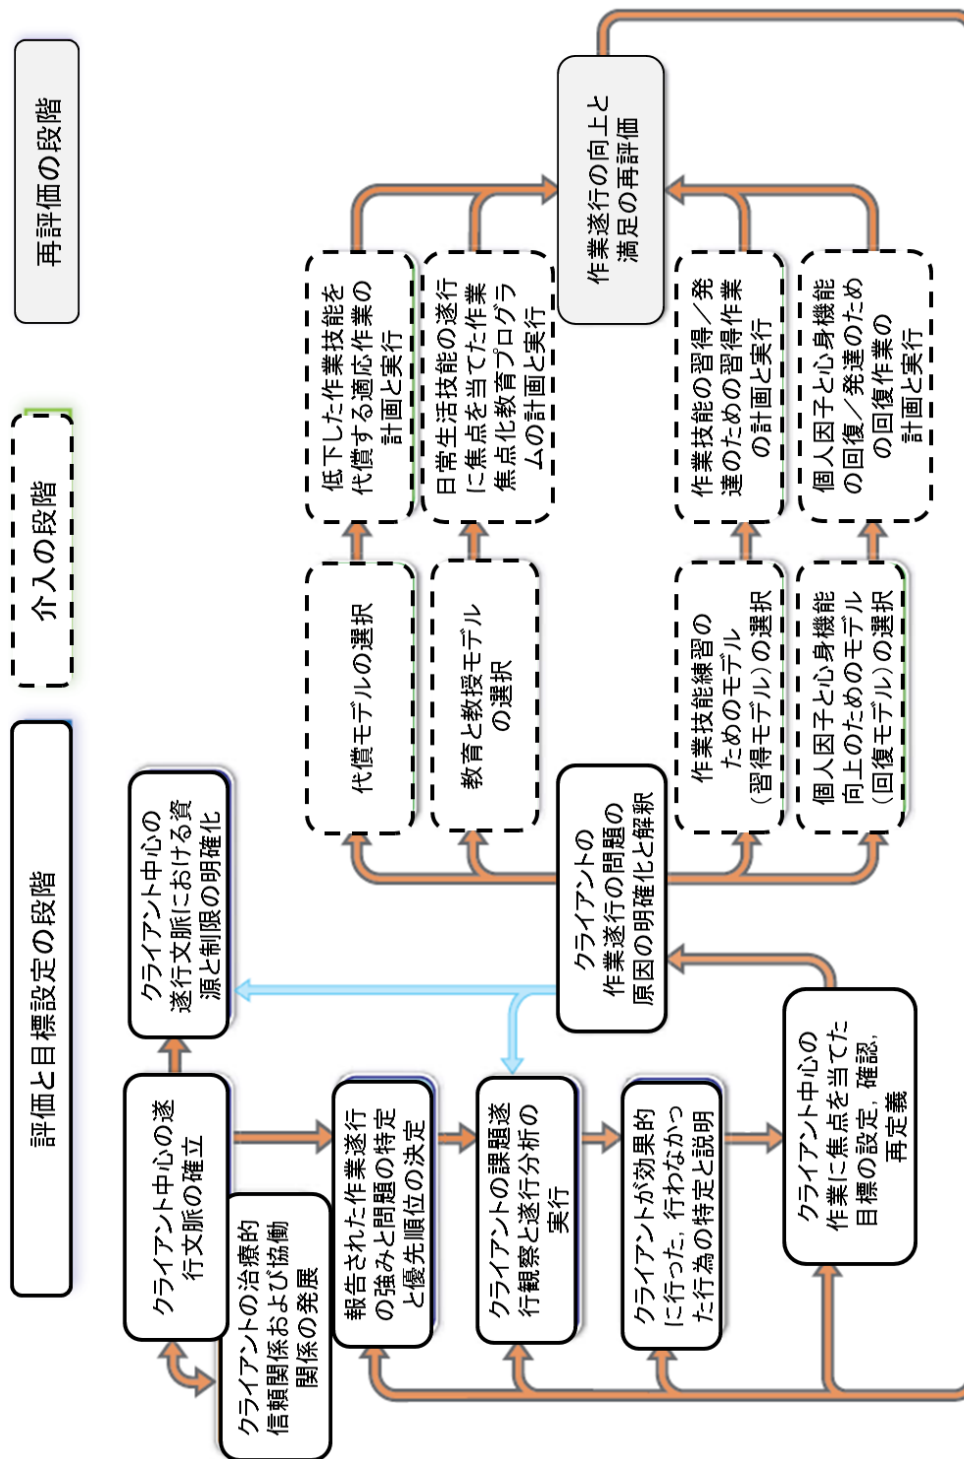 評価と目標設定の段階
介入の段階
再評価の段階
クライアント中心の遂
行文脈の確立
クライアント中心の
遂行文脈における資
源と制限の明確化
クライアントの治療的
信頼関係および協働
関係の発展
報告された作業遂行
の強みと問題の特定
と優先順位の決定
クライアントの課題遂
行観察と遂行分析の
実行
クライアントが効果的
に行った，行わなかっ
た行為の特定と説明
クライアント中心の
作業に焦点を当てた
目標の設定，確認，
再定義
クライアントの
作業遂行の問題の
原因の明確化と解釈
代償モデルの選択
教育と教授モデル
の選択
作業技能練習の
ためのモデル
（習得モデル）の選択
個人因子と心身機能
向上のためのモデル
（回復モデル）の選択
低下した作業技能を
代償する適応作業の
計画と実行
日常生活技能の遂行
に焦点を当てた作業
焦点化教育プログラ
ムの計画と実行
作業技能の習得／発
達のための習得作業
の計画と実行
個人因子と心身機能
の回復／発達のため
の回復作業の
計画と実行
作業遂行の向上と
満足の再評価